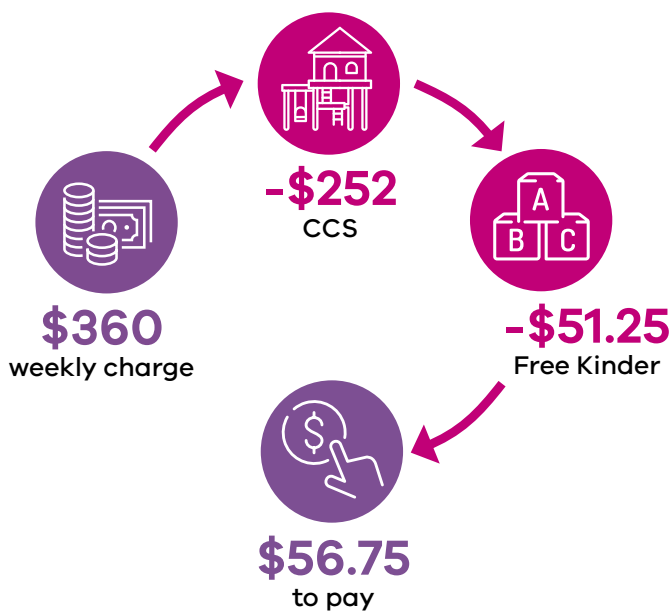 $360
weekly charge
-$252
CCS
A
B C
-$51.25
Free Kinder
$
$56.75
to pay